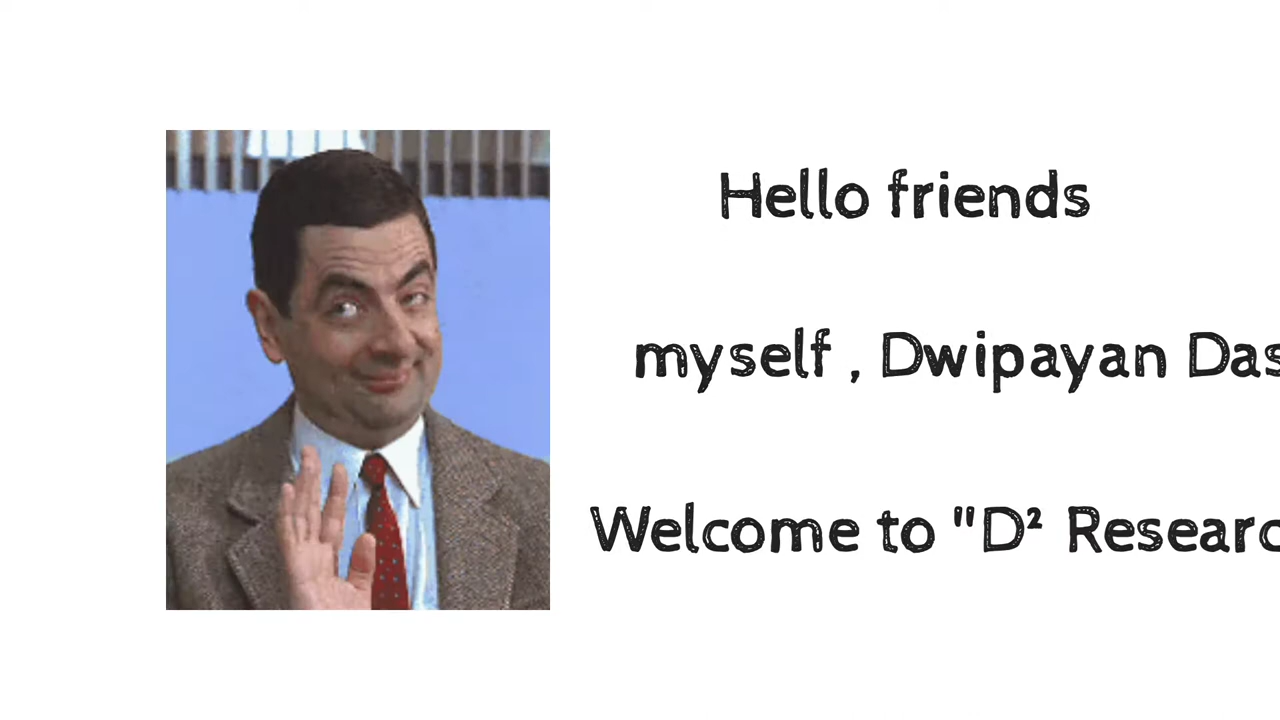 Hello friends
myself , Dwipayan Das
Welcome to "D² Researc